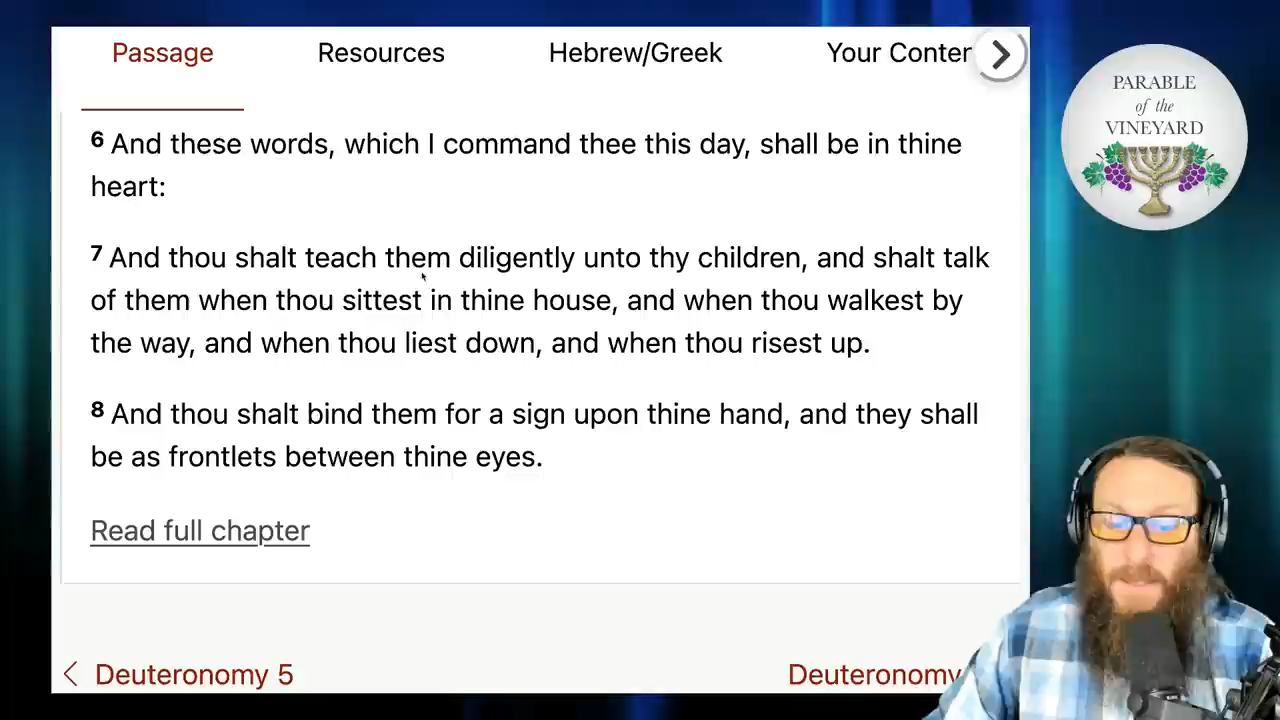 Passage Resources Hebrew/Greek Your Conten
6 And these words, which I command thee this day, shall be in thine
heart:
7 And thou shalt teach them diligently unto thy children, and shalt talk
of them when thou sittest in thine house, and when thou walkest by
the way, and when thou liest down, and when thou risest up.
8 And thou shalt bind them for a sign upon thine hand, and they shall
be as frontlets between thine eyes.
Read full chapter
Deuteronomy 5 Deuteronomy
PARABLE
of the
VINEYARD